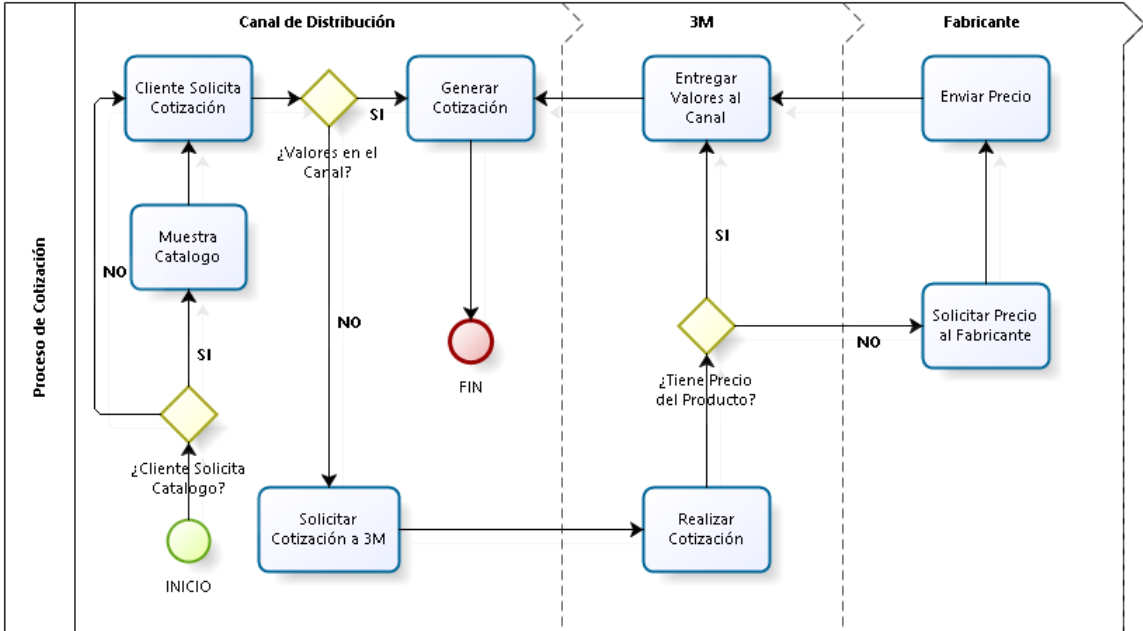 Canal de Distribución
3M
Fabricante
Proceso de Cotización
Cliente Solicita
Cotización
SI
¿Valores en el
Canal?
Generar
Cotización
Entregar
Valores al
Canal
Enviar Precio
Muestra
Catalogo
NO
SI
NO
SI
FIN
¿Tiene Precio
del Producto?
NO
Solicitar Precio
al Fabricante
¿Cliente Solicita
Catalogo?
INICIO
Solicitar
Cotización a 3M
Realizar
Cotización